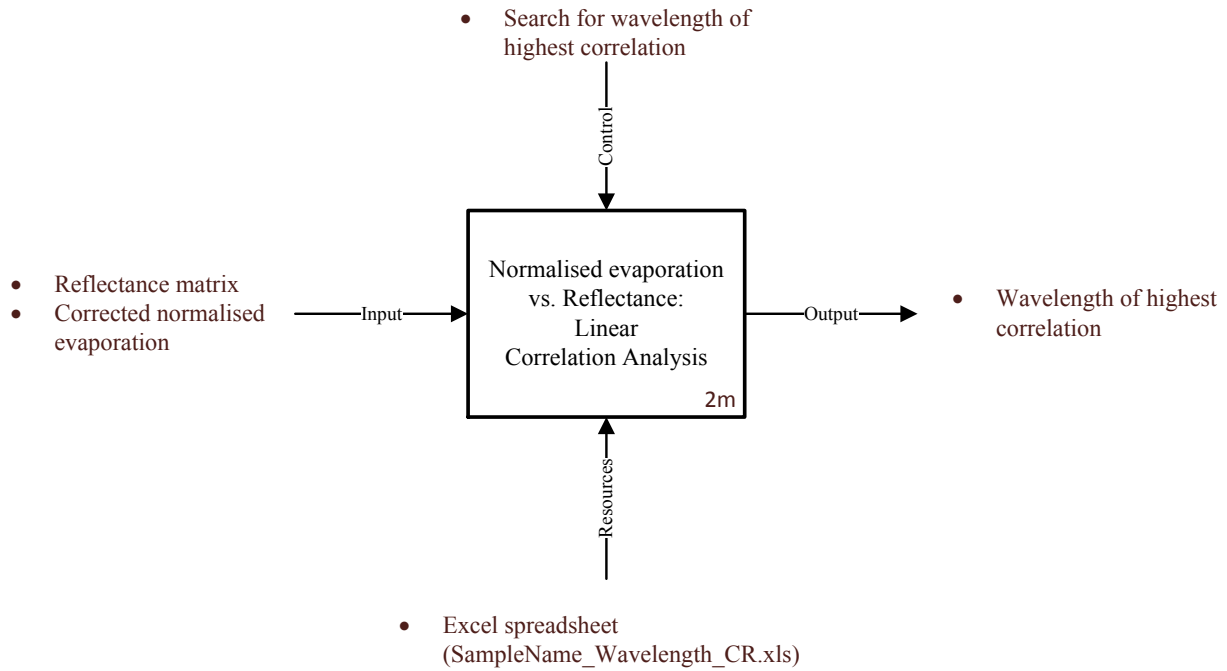 • Search for wavelength of
highest correlation
Control
• Reflectance matrix
• Corrected normalised
evaporation
Input
Normalised evaporation
vs. Reflectance:
Linear
Correlation Analysis
2m
Output
• Wavelength of highest
correlation
Resources
• Excel spreadsheet
(SampleName_Wavelength_CR.xls)